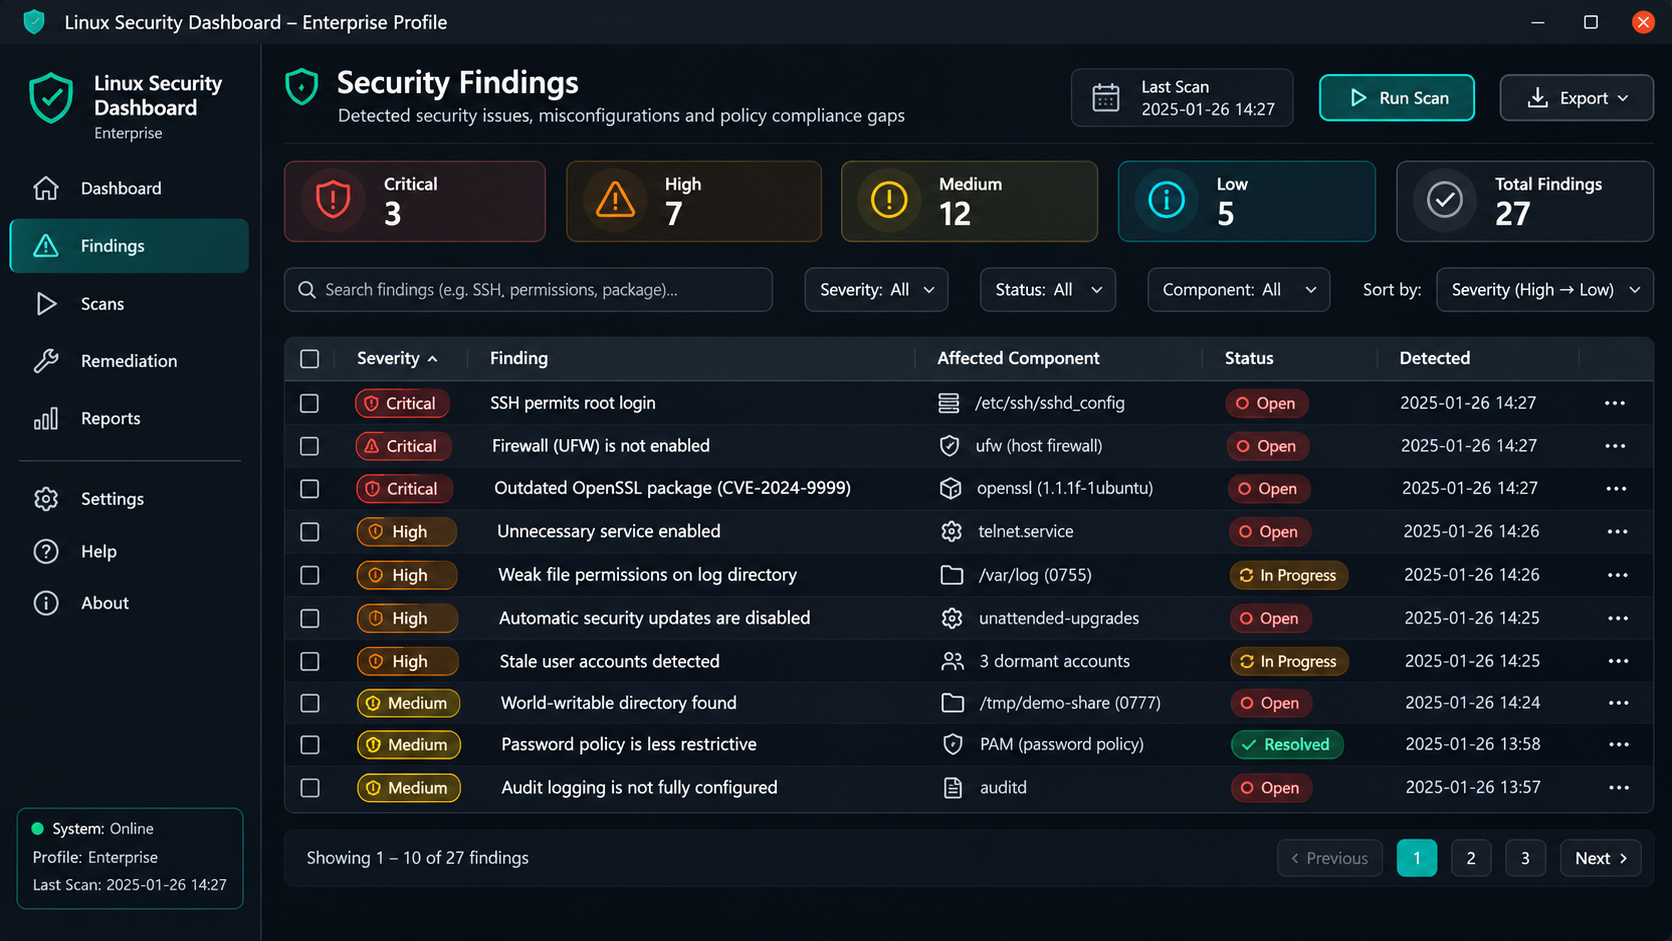 Linux Security Dashboard – Enterprise Profile
Linux Security
Dashboard
Enterprise
Dashboard
Findings
Scans
Remediation
Reports
Settings
Help
About
System: Online
Profile: Enterprise
Last Scan: 2025-01-26 14:27
Security Findings
Detected security issues, misconfigurations and policy compliance gaps
Last Scan
2025-01-26 14:27
Run Scan
Export
Critical
3
High
7
Medium
12
Low
5
Total Findings
27
Search findings (e.g. SSH, permissions, package)...
Severity: All
Status: All
Component: All
Sort by:
Severity (High → Low)
Severity Finding Affected Component Status Detected
Critical SSH permits root login /etc/ssh/sshd_config Open 2025-01-26 14:27
Critical Firewall (UFW) is not enabled ufw (host firewall) Open 2025-01-26 14:27
Critical Outdated OpenSSL package (CVE-2024-9999) openssl (1.1.1f-1ubuntu) Open 2025-01-26 14:27
High Unnecessary service enabled telnet.service Open 2025-01-26 14:26
High Weak file permissions on log directory /var/log (0755) In Progress 2025-01-26 14:26
High Automatic security updates are disabled unattended-upgrades Open 2025-01-26 14:25
High Stale user accounts detected 3 dormant accounts In Progress 2025-01-26 14:25
Medium World-writable directory found /tmp/demo-share (0777) Open 2025-01-26 14:24
Medium Password policy is less restrictive PAM (password policy) Resolved 2025-01-26 13:58
Medium Audit logging is not fully configured auditd Open 2025-01-26 13:57
Showing 1 – 10 of 27 findings
Previous 1 2 3 Next